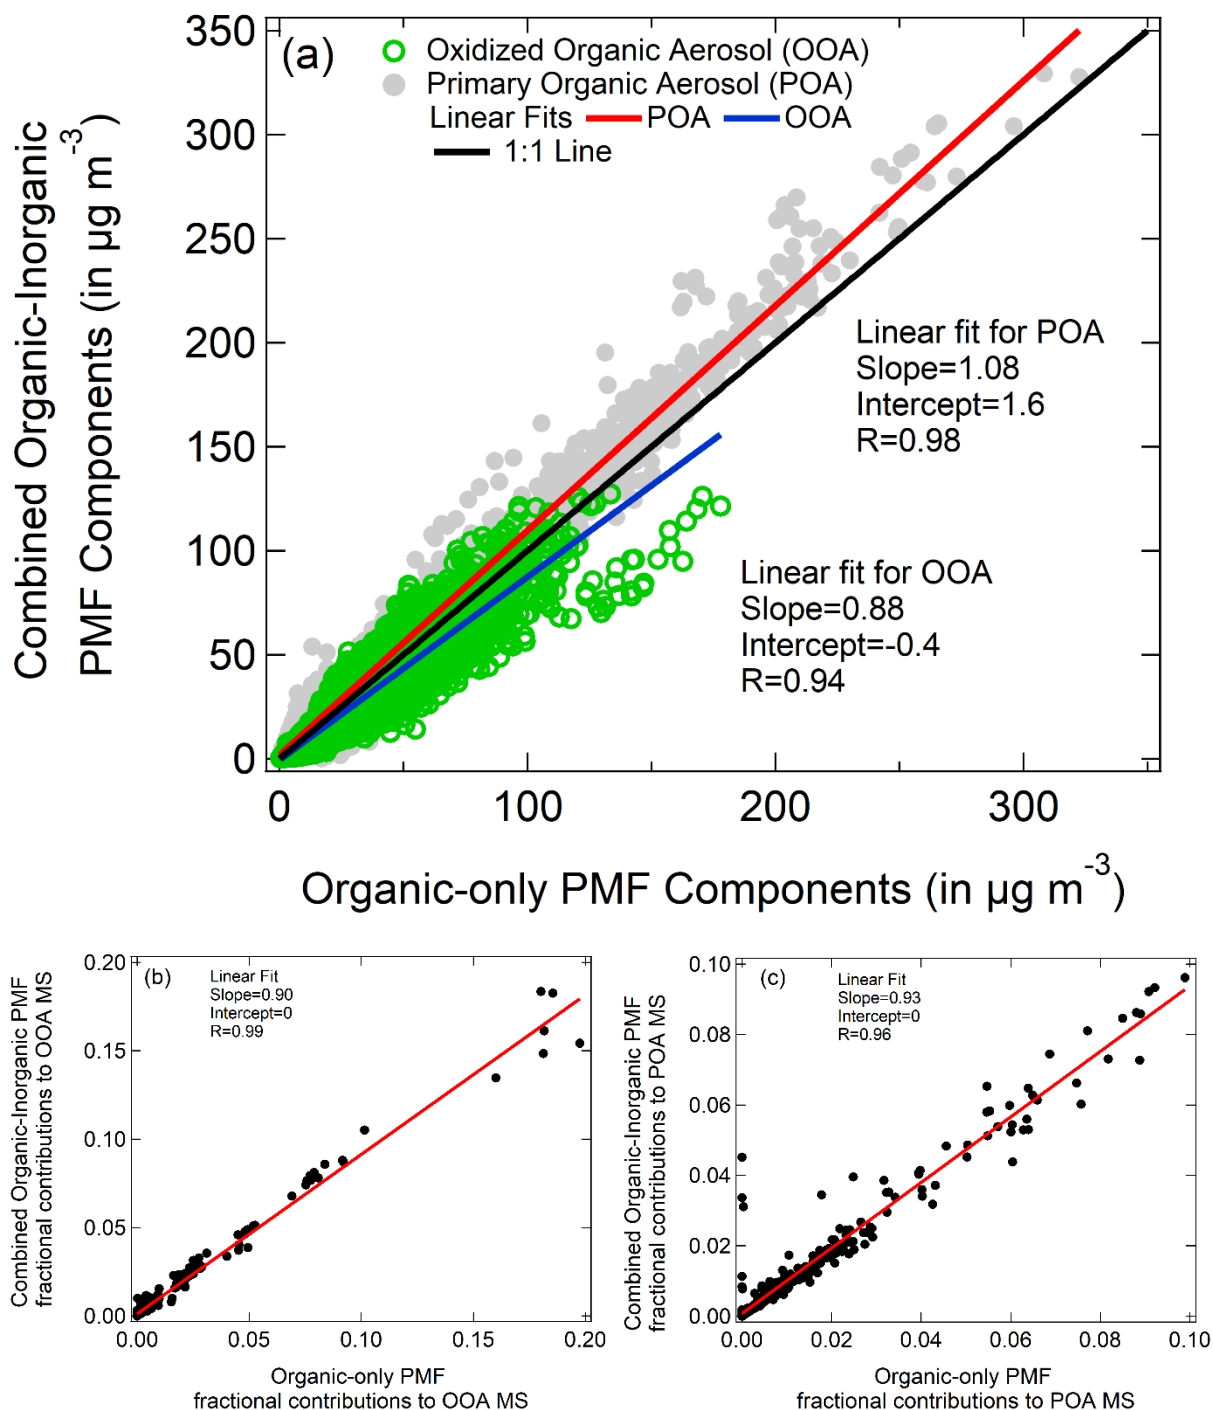 (a)
Oxidized Organic Aerosol (OOA)
Primary Organic Aerosol (POA)
Linear Fits POA OOA
1:1 Line
350
300
250
200
150
100
50
0
Combined Organic-Inorganic
PMF Components (in µg m⁻³)
Linear fit for POA
Slope=1.08
Intercept=1.6
R=0.98
Linear fit for OOA
Slope=0.88
Intercept=-0.4
R=0.94
0 100 200 300
Organic-only PMF Components (in µg m⁻³)
(b)
Linear Fit
Slope=0.90
Intercept=0
R=0.99
0.20
0.15
0.10
0.05
0.00
Combined Organic-Inorganic PMF
fractional contributions to OOA MS
0.00 0.05 0.10 0.15 0.20
Organic-only PMF
fractional contributions to OOA MS
(c)
Linear Fit
Slope=0.93
Intercept=0
R=0.96
0.10
0.08
0.06
0.04
0.02
0.00
Combined Organic-Inorganic PMF
fractional contributions to POA MS
0.00 0.02 0.04 0.06 0.08 0.10
Organic-only PMF
fractional contributions to POA MS